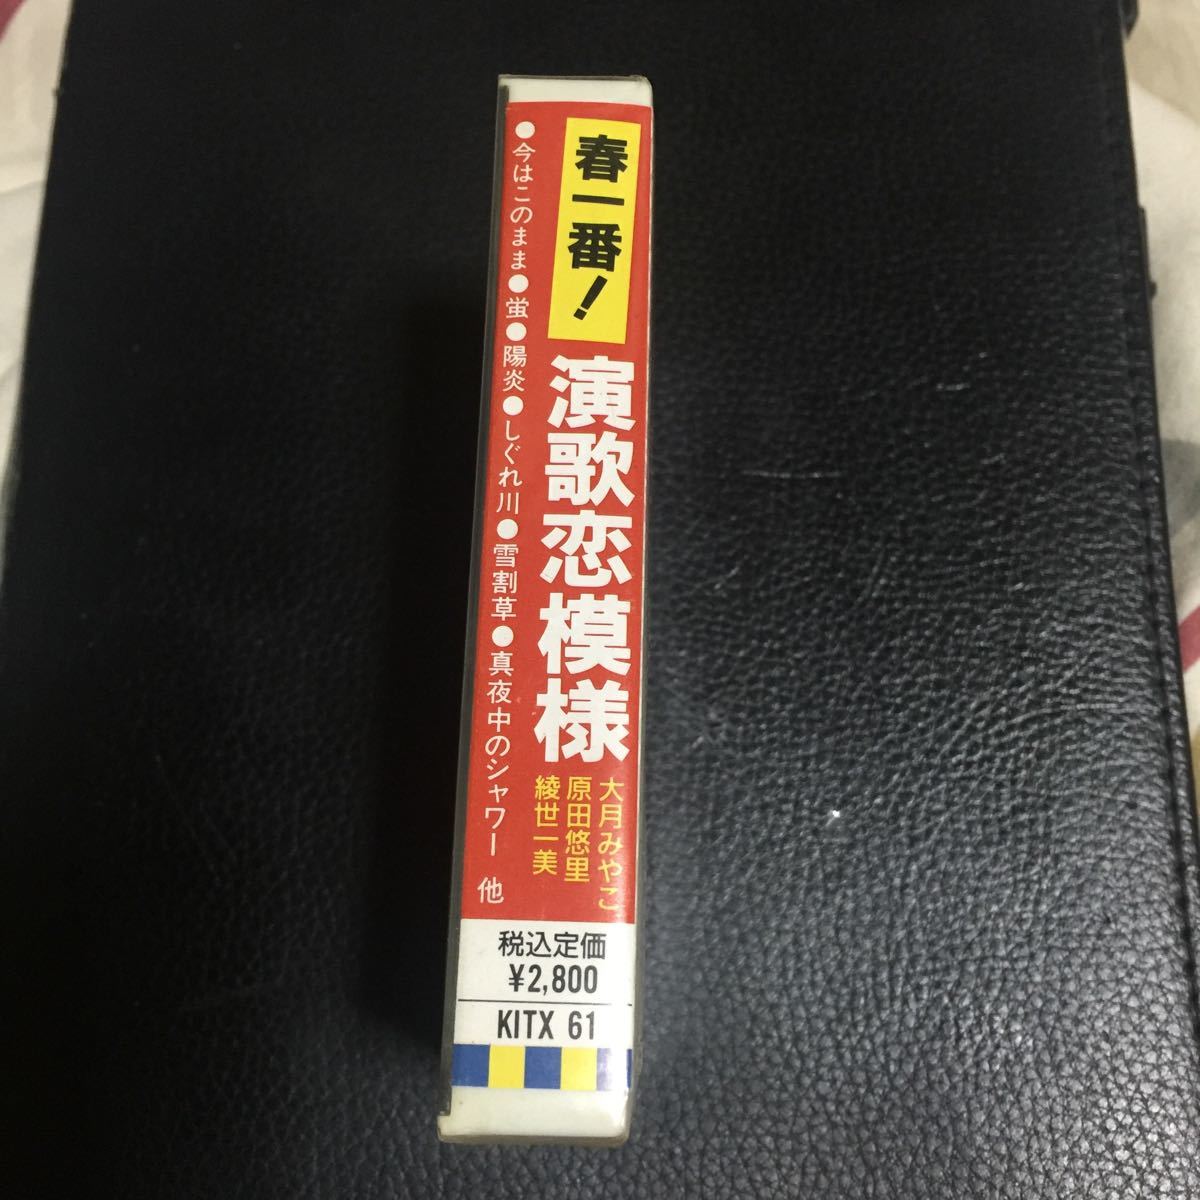 春一番!
演歌恋模様
大月みやこ
原田悠里
綾世一美
●今はこのまま●蛍●陽炎●しぐれ川●雪割草●真夜中のシャワー 他
税込定価
¥2,800
KITX 61